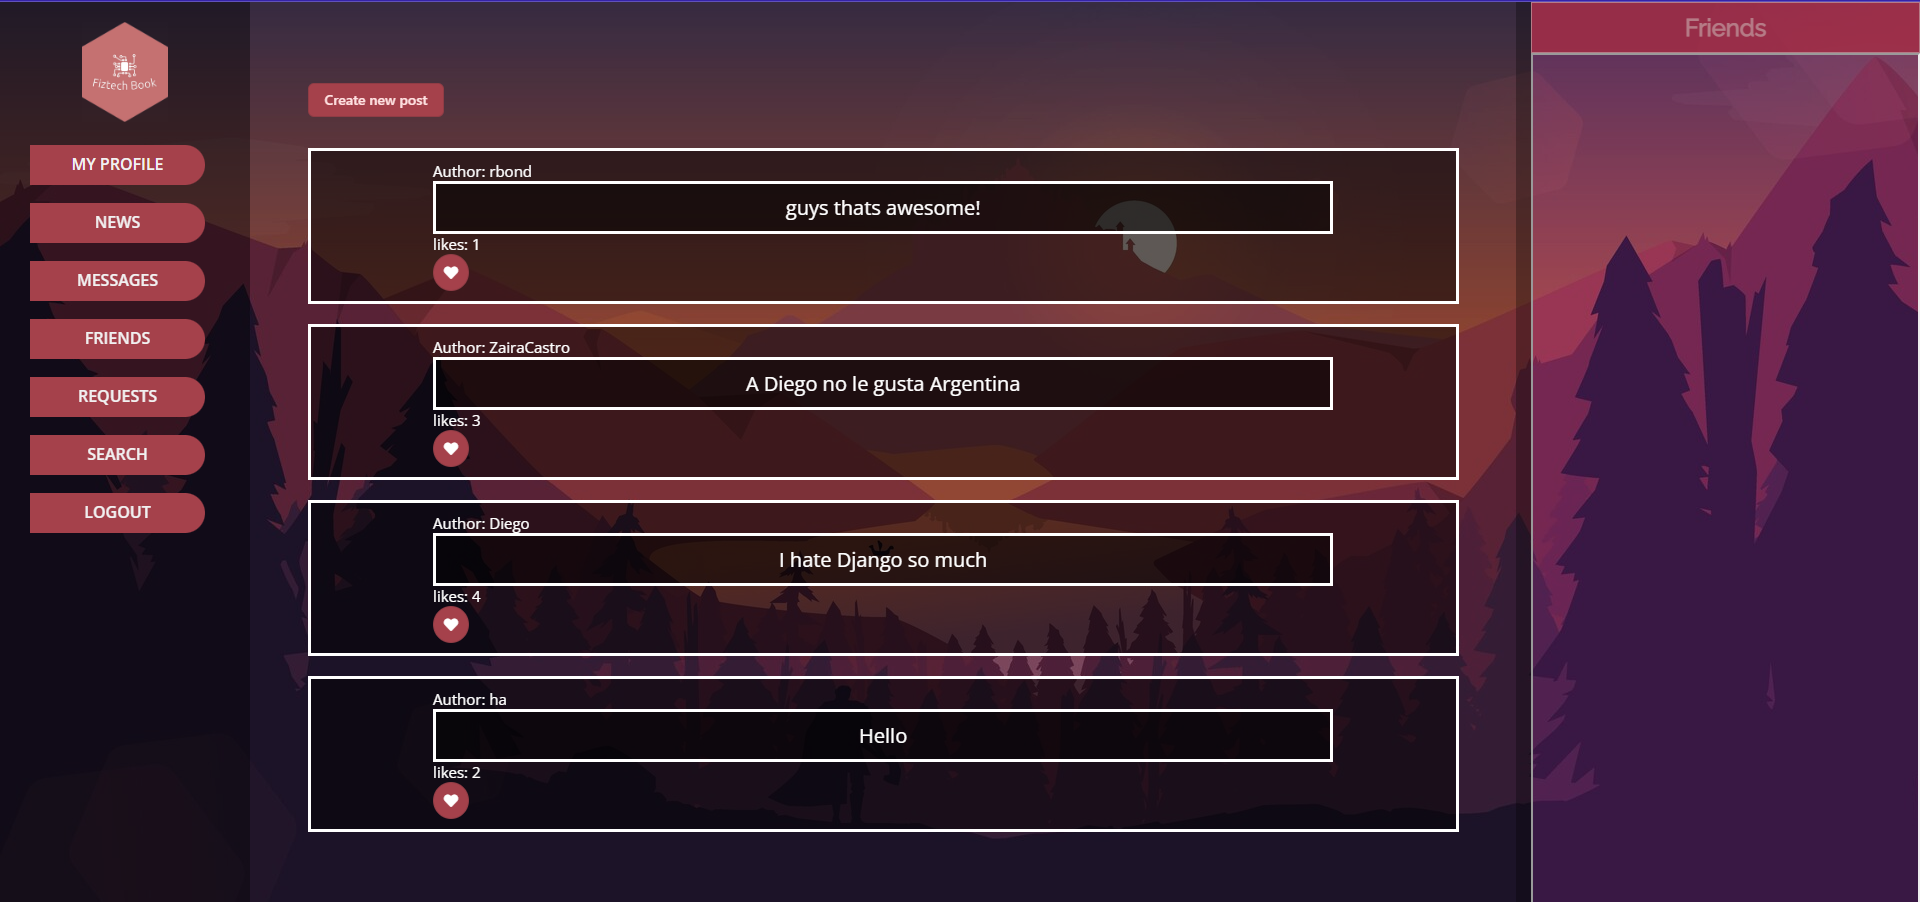 Fiztech Book
MY PROFILE
NEWS
MESSAGES
FRIENDS
REQUESTS
SEARCH
LOGOUT
Create new post
Author: rbond
guys thats awesome!
likes: 1
Author: ZairaCastro
A Diego no le gusta Argentina
likes: 3
Author: Diego
I hate Django so much
likes: 4
Author: ha
Hello
likes: 2
Friends